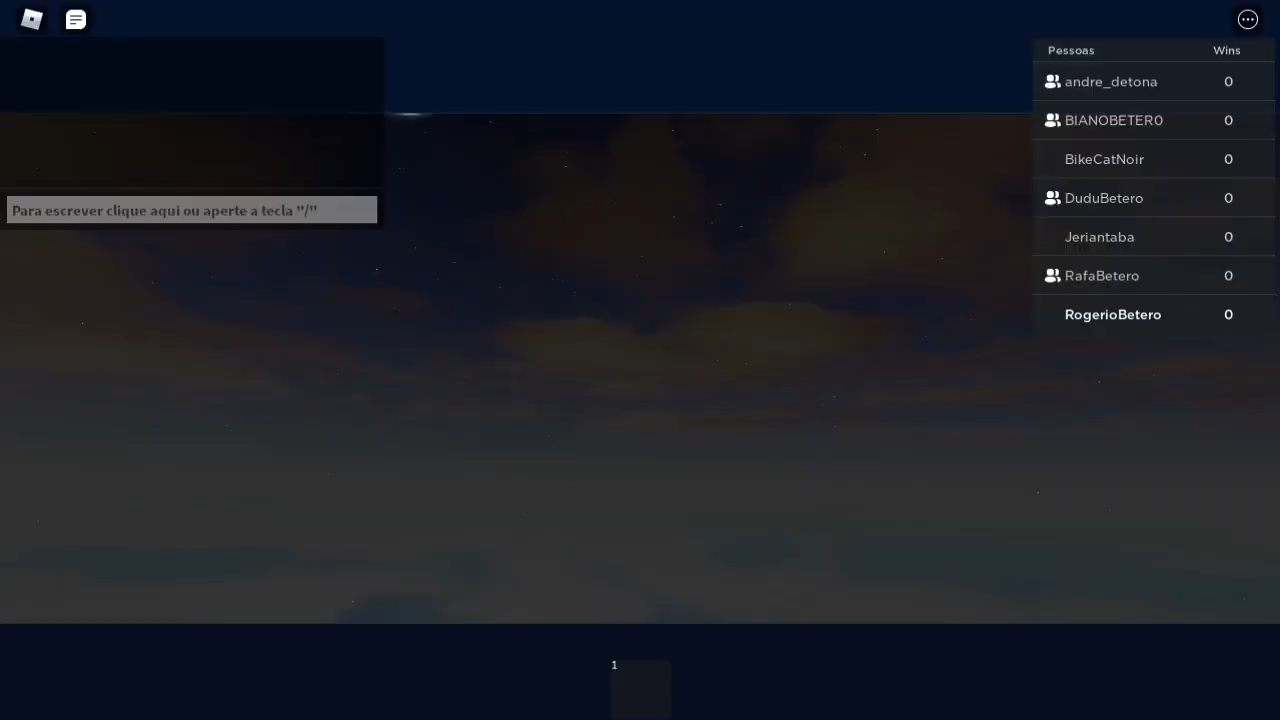 Pessoas Wins
andre_detona 0
BIANOBETER0 0
BikeCatNoir 0
Para escrever clique aqui ou aperte a tecla "/"
DuduBetero 0
Jeriantaba 0
RafaBetero 0
RogerioBetero 0
1